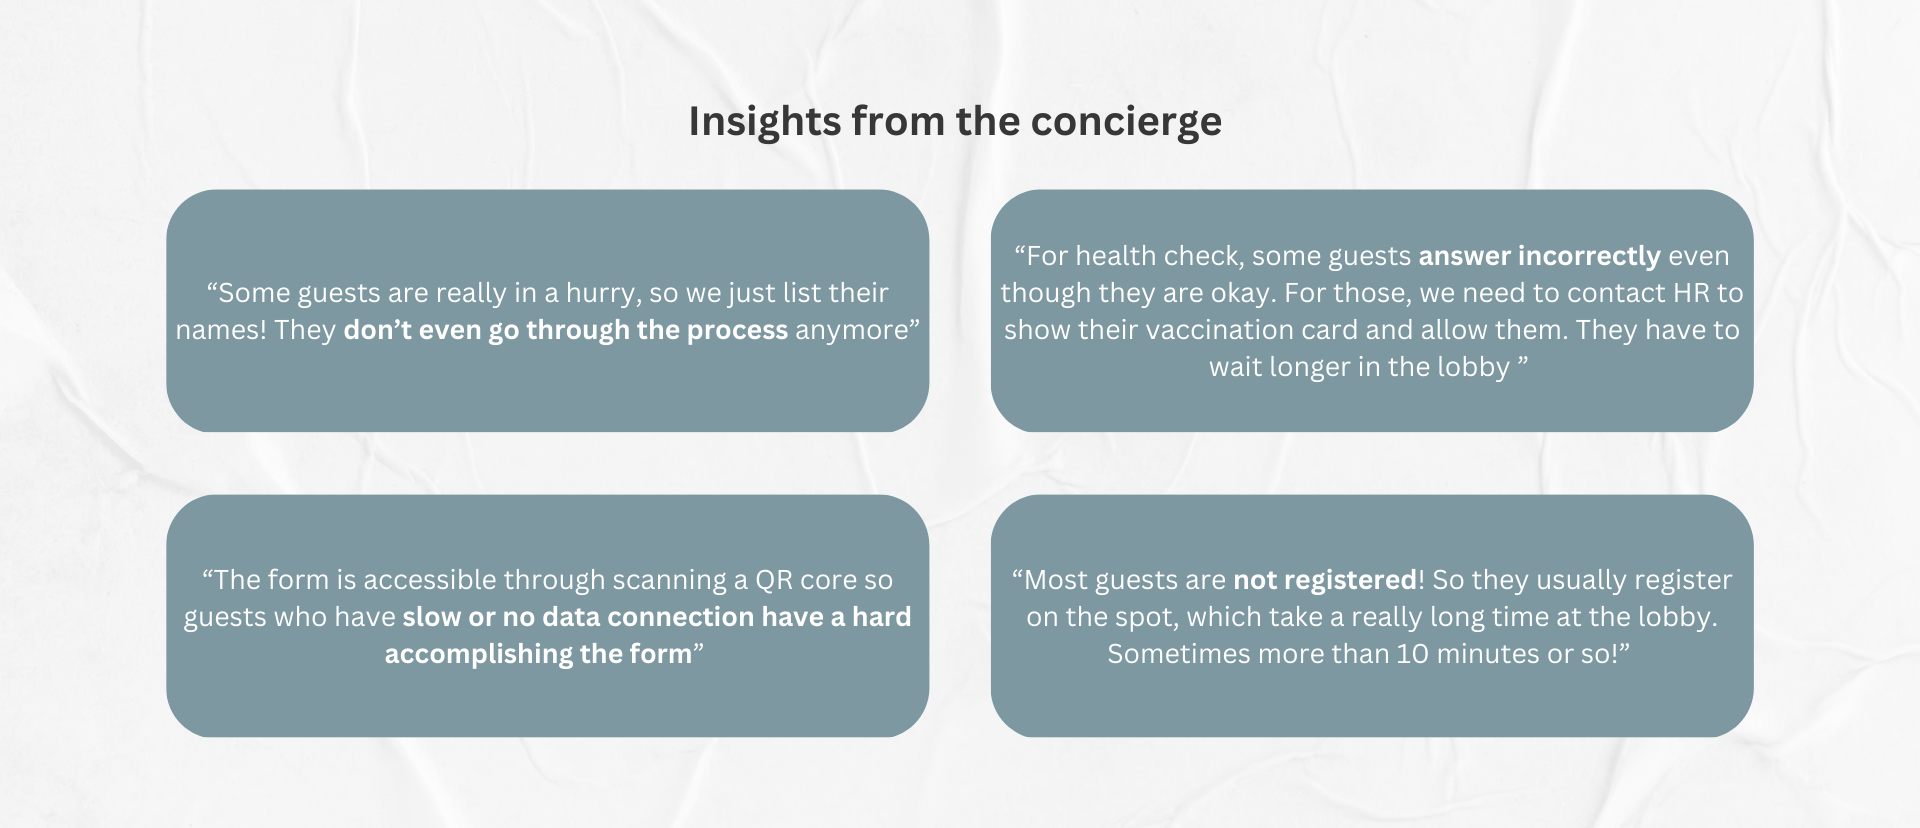 Insights from the concierge
“Some guests are really in a hurry, so we just list their
names! They don’t even go through the process anymore”
“For health check, some guests answer incorrectly even
though they are okay. For those, we need to contact HR to
show their vaccination card and allow them. They have to
wait longer in the lobby ”
“The form is accessible through scanning a QR core so
guests who have slow or no data connection have a hard
accomplishing the form”
“Most guests are not registered! So they usually register
on the spot, which take a really long time at the lobby.
Sometimes more than 10 minutes or so!”